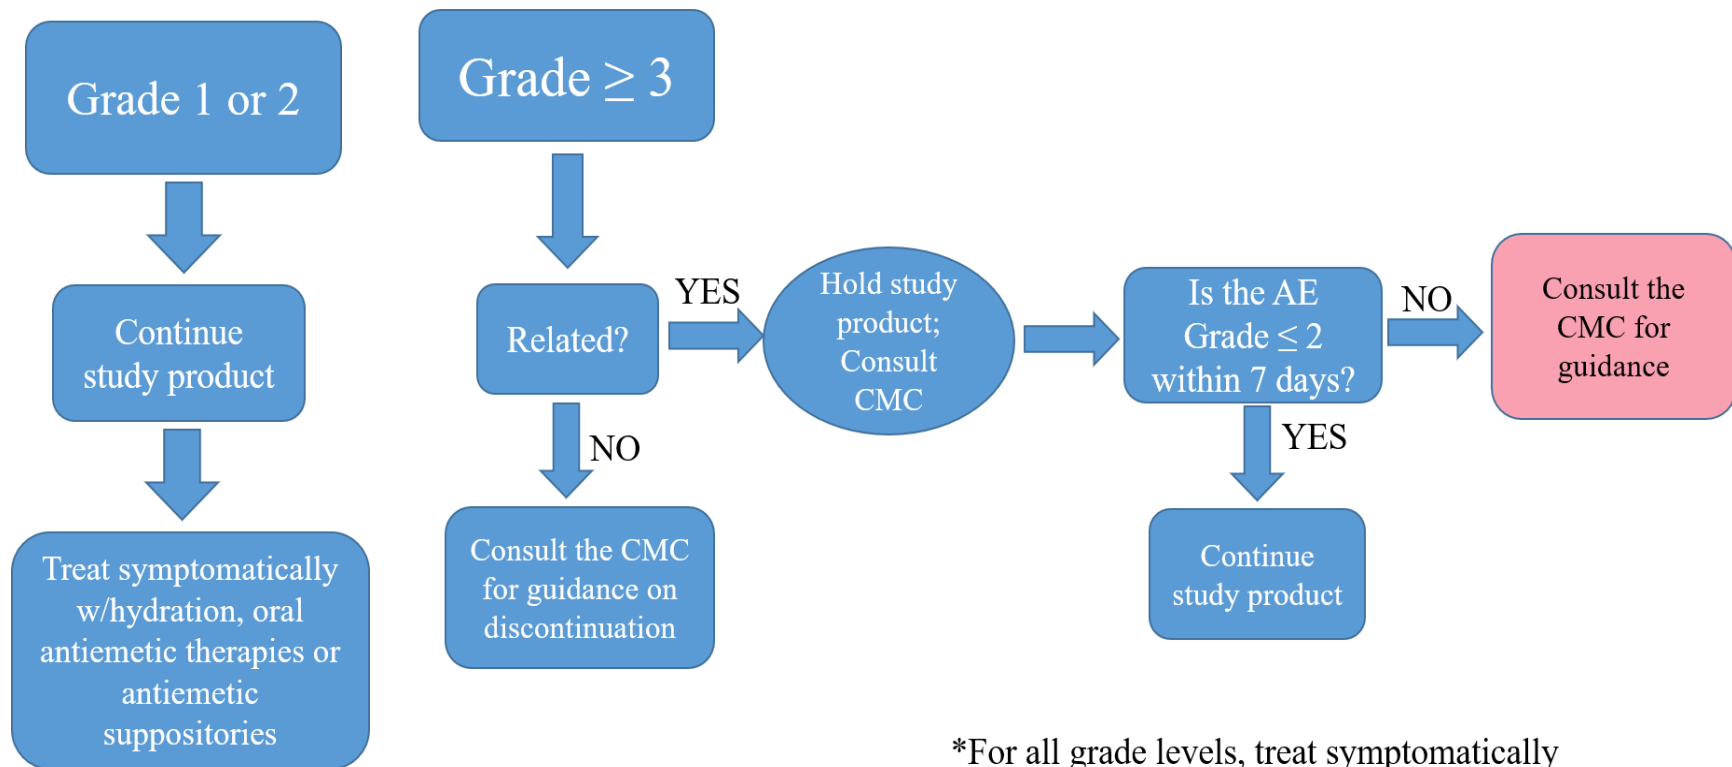 Grade 1 or 2
Continue
study product
Treat symptomatically
w/hydration, oral
antiemetic therapies or
antiemetic
suppositories
Grade ≥ 3
Related?
YES
NO
Consult the CMC
for guidance on
discontinuation
Hold study
product;
Consult
CMC
Is the AE
Grade ≤ 2
within 7 days?
NO
YES
Consult the
CMC for
guidance
Continue
study product
*For all grade levels, treat symptomatically